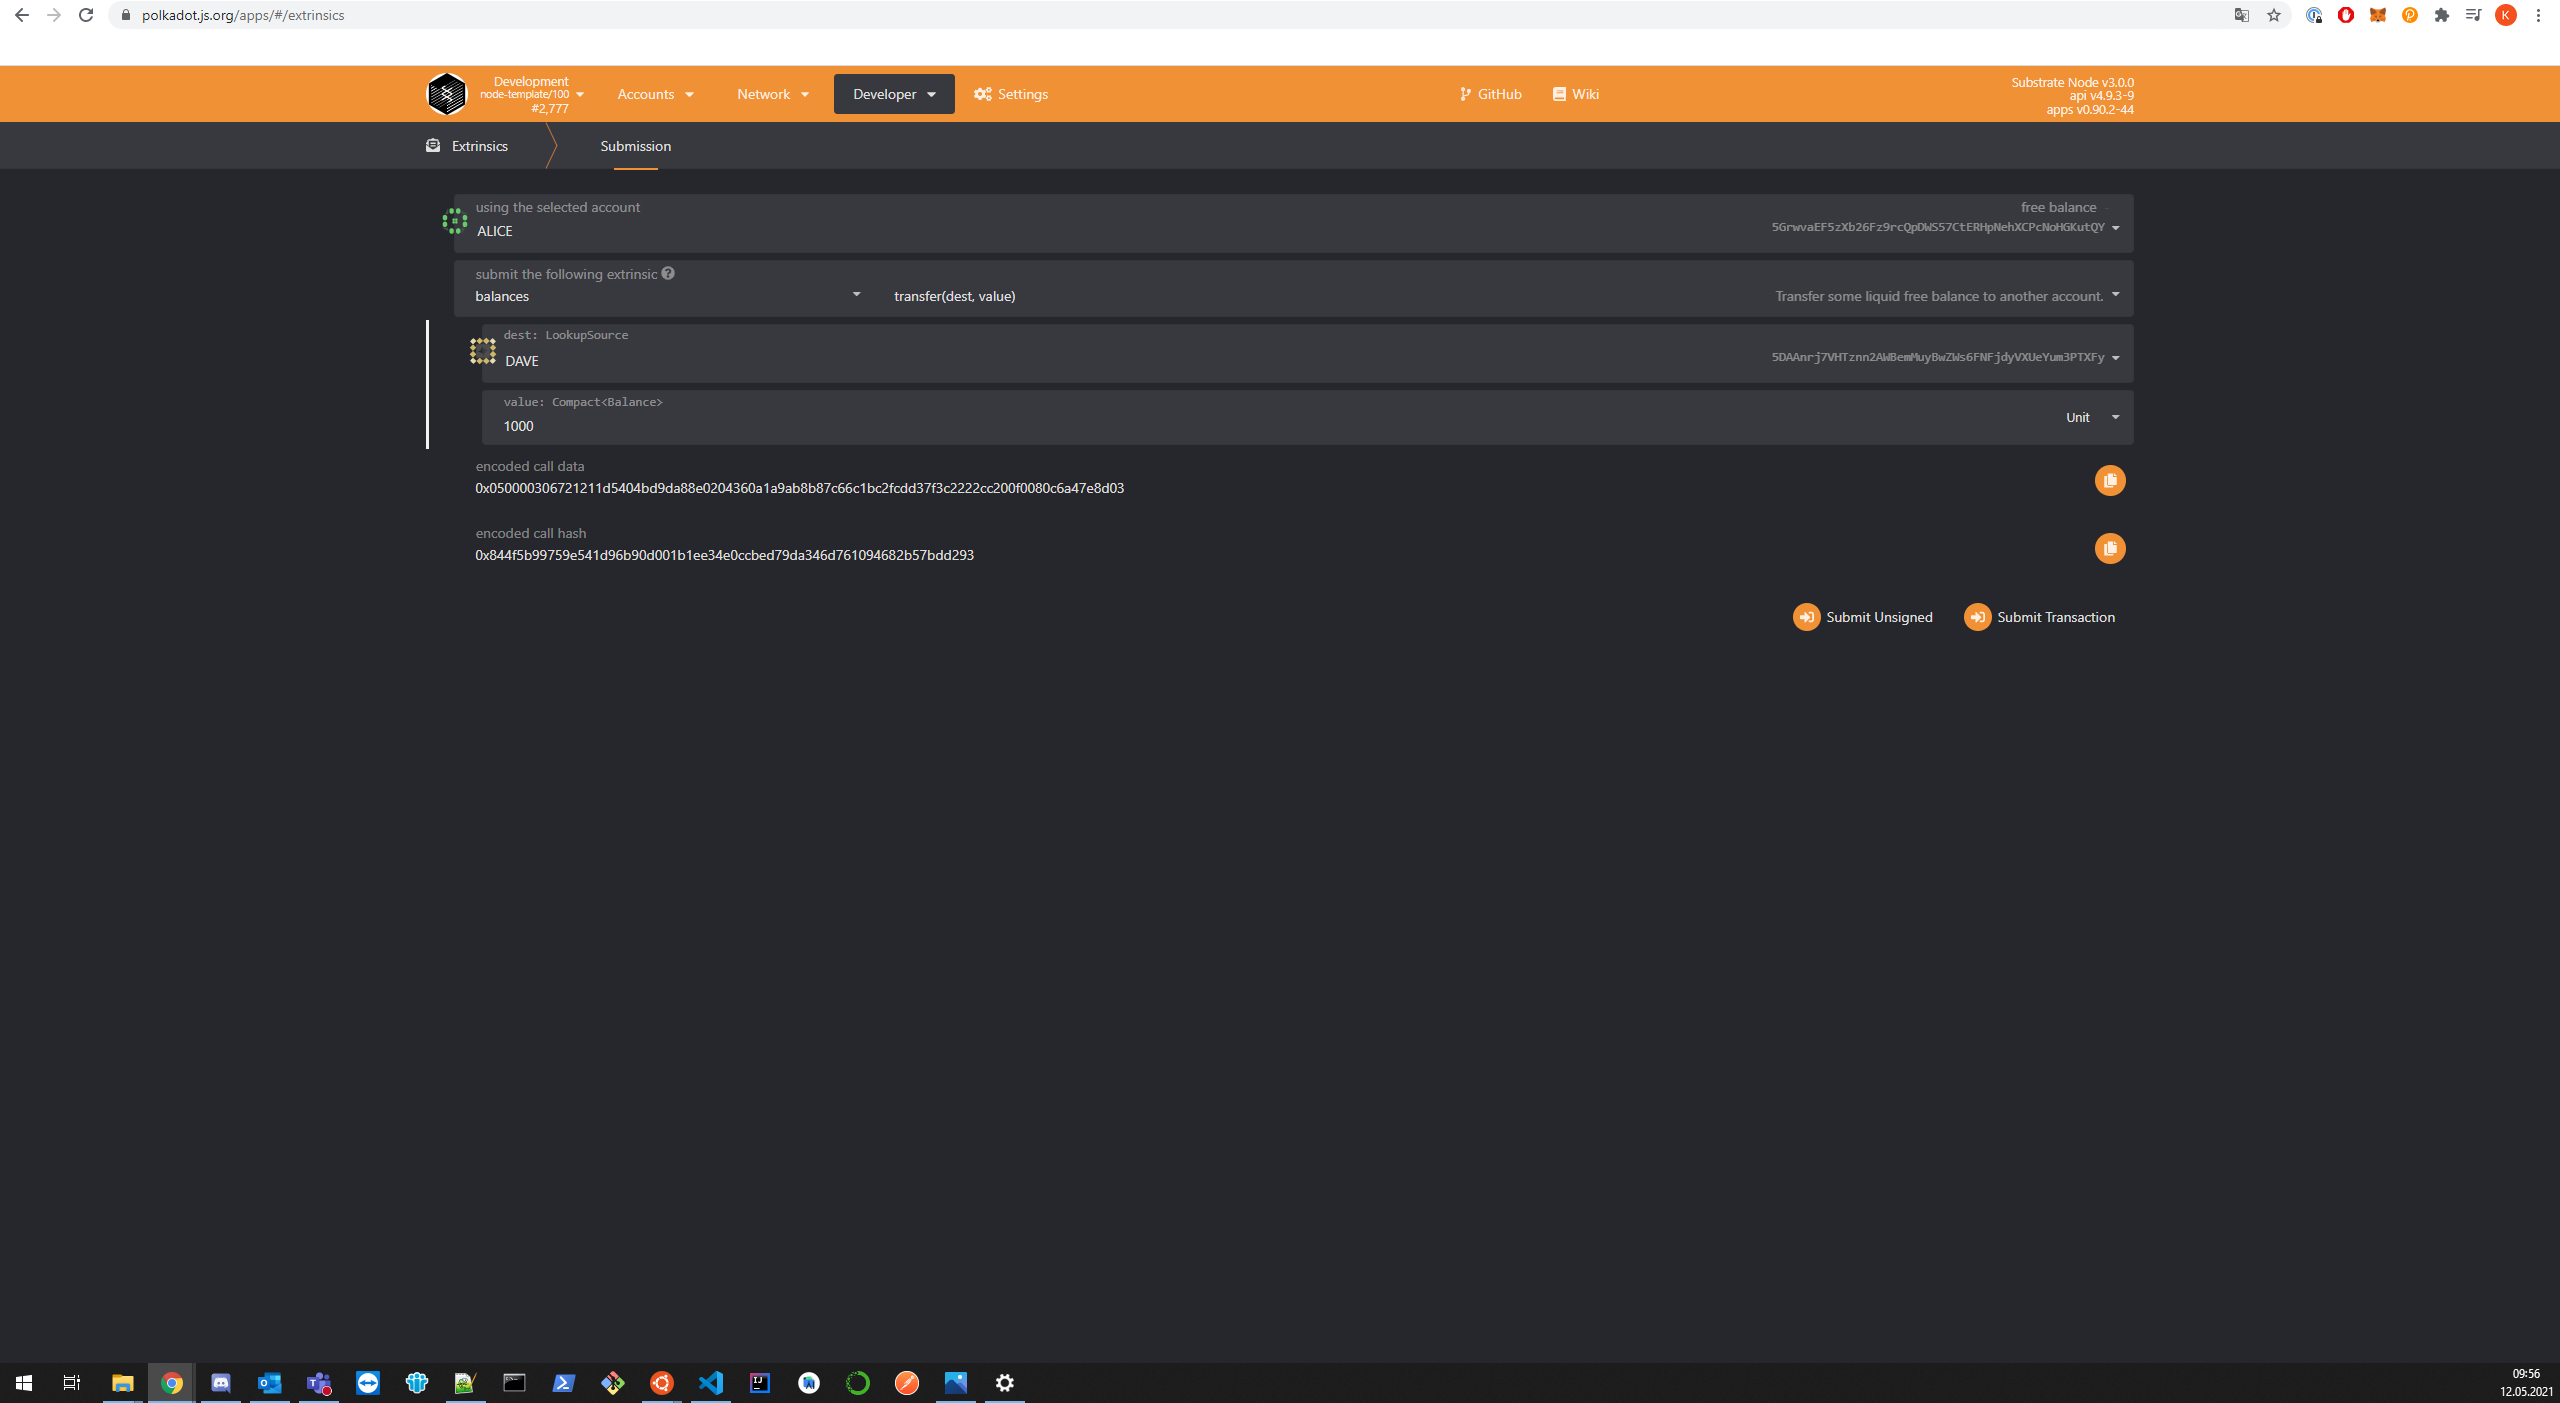 polkadot.js.org/apps/#/extrinsics
K
Development
node-template/100
#2,777
Accounts
Network
Developer
Settings
GitHub
Wiki
Substrate Node v3.0.0
api v4.9.3-9
apps v0.90.2-44
Extrinsics
Submission
using the selected account
free balance -
ALICE
5GrwvaEF5zXb26Fz9rcQpDWS57CtERHpNehXCPcNoHGKutQY
submit the following extrinsic
balances
transfer(dest, value)
Transfer some liquid free balance to another account.
dest: LookupSource
DAVE
5DAAnrj7VHTznn2AWBemMuyBwZWs6FNFjdyVXUeYum3PTXFy
value: Compact<Balance>
1000
Unit
encoded call data
0x050000306721211d5404bd9da88e0204360a1a9ab8b87c66c1bc2fcdd37f3c2222cc200f0080c6a47e8d03
encoded call hash
0x844f5b99759e541d96b90d001b1ee34e0ccbed79da346d761094682b57bdd293
Submit Unsigned
Submit Transaction
09:56
12.05.2021